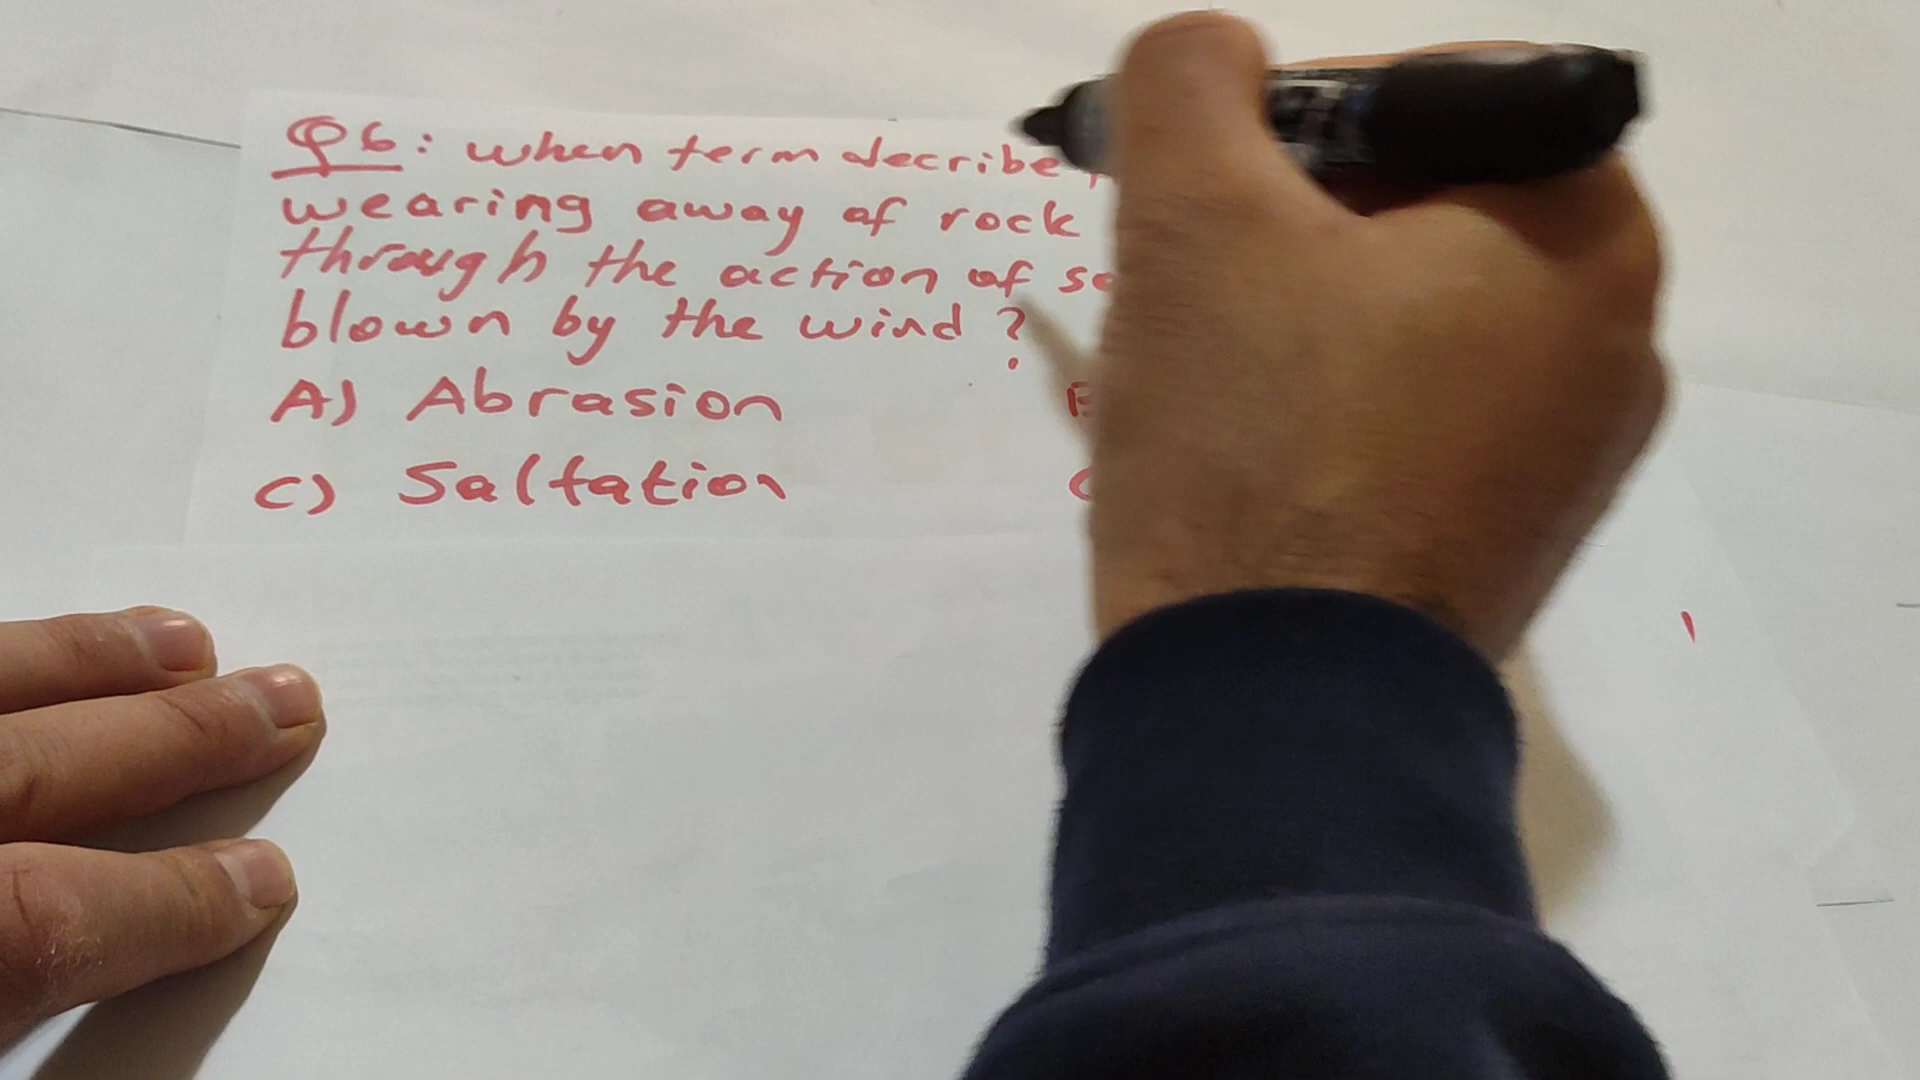 Q6: when term decribe
wearing away of rock
through the action of
blown by the wind ?
A) Abrasion
C) Saltation